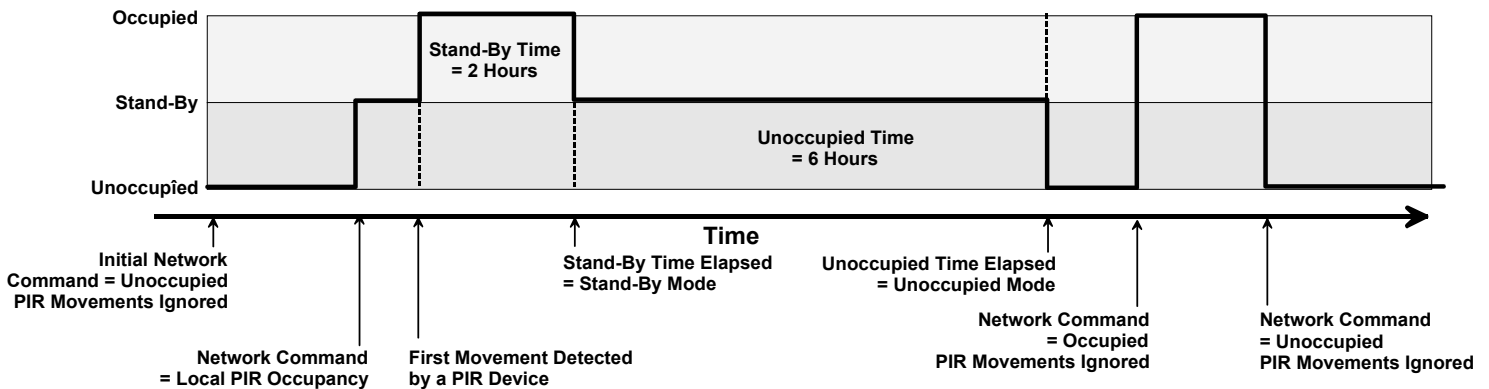 Occupied
Stand-By Time
= 2 Hours
Stand-By
Unoccupied Time
= 6 Hours
Unoccupied
Time
Initial Network
Command = Unoccupied
PIR Movements Ignored
Stand-By Time Elapsed
= Stand-By Mode
Unoccupied Time Elapsed
= Unoccupied Mode
Network Command
= Local PIR Occupancy
First Movement Detected
by a PIR Device
Network Command
= Occupied
PIR Movements Ignored
Network Command
= Unoccupied
PIR Movements Ignored